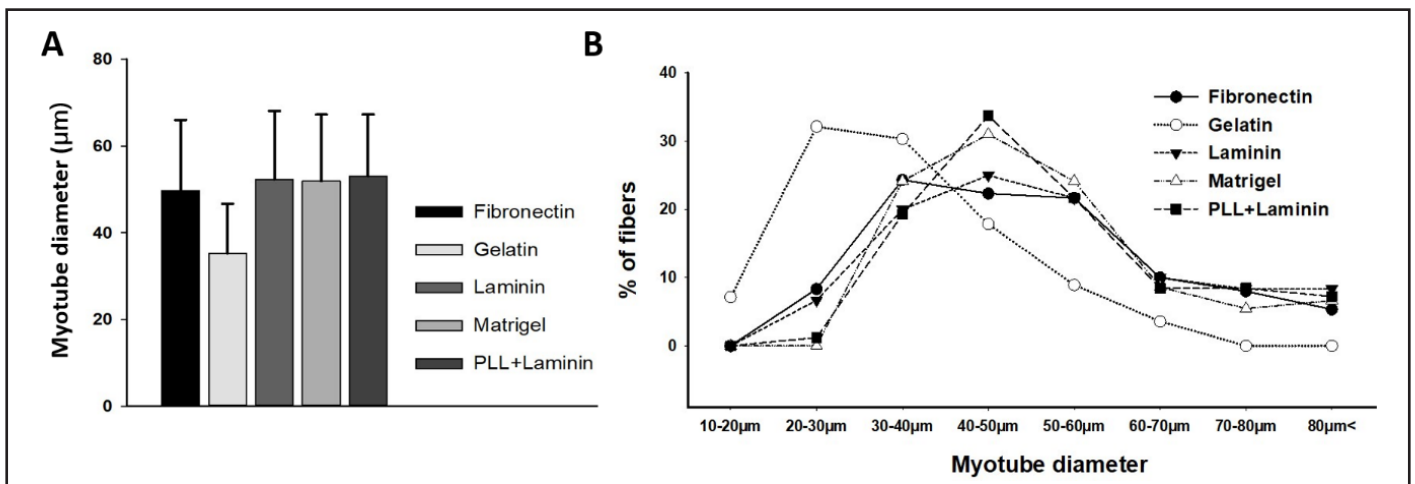 A
Myotube diameter (µm)
80
60
40
20
0
Fibronectin
Gelatin
Laminin
Matrigel
PLL+Laminin
B
% of fibers
40
30
20
10
0
Fibronectin
Gelatin
Laminin
Matrigel
PLL+Laminin
10-20µm 20-30µm 30-40µm 40-50µm 50-60µm 60-70µm 70-80µm 80µm<
Myotube diameter